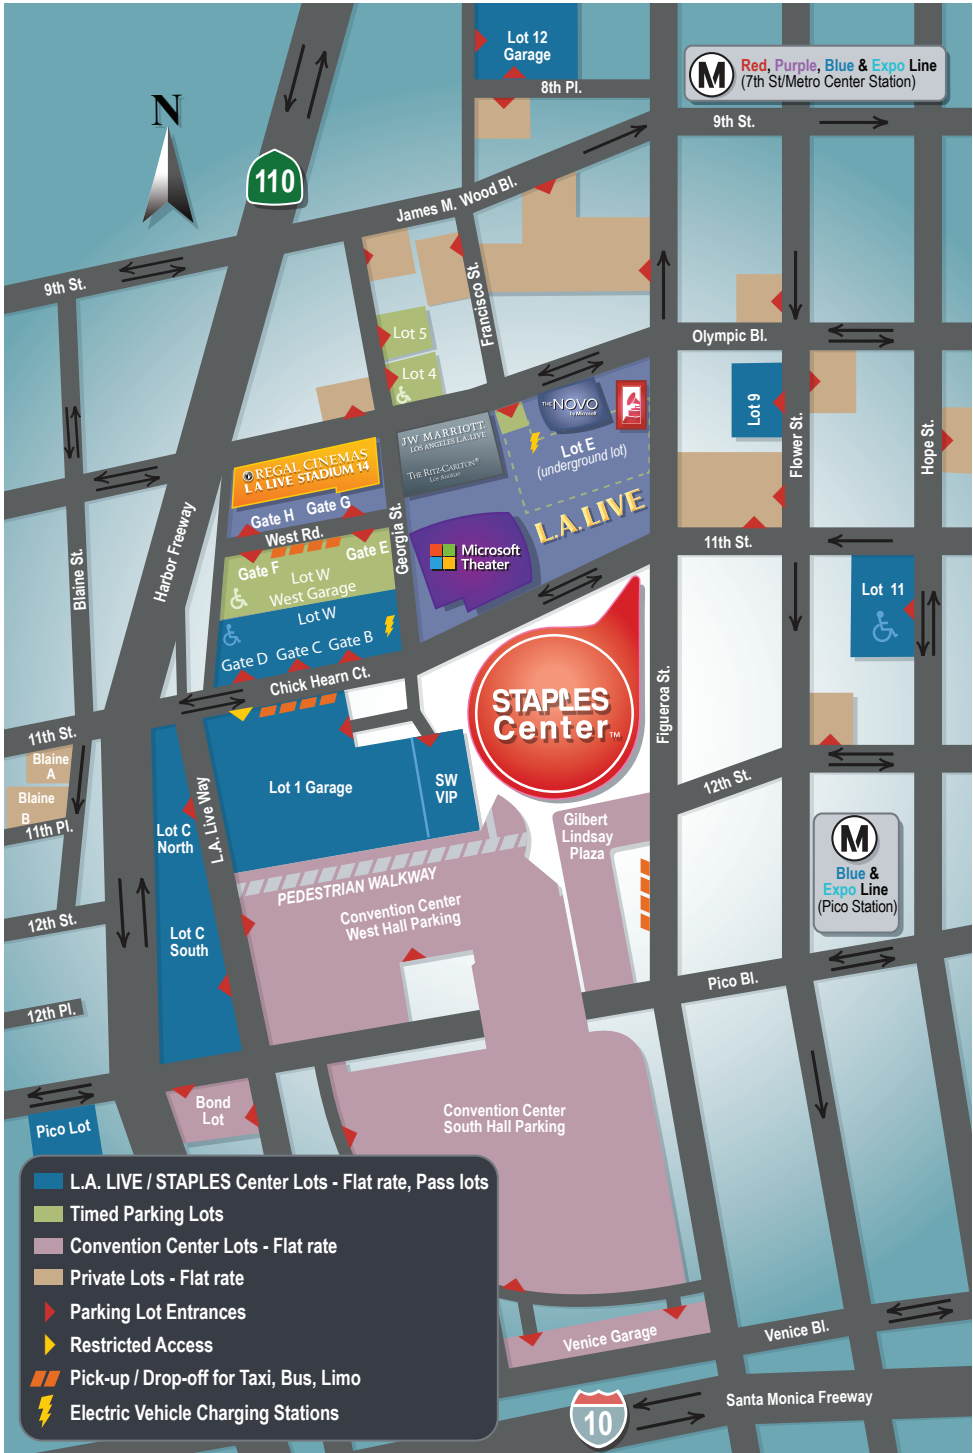 Lot 12
Garage
8th Pl.
M
Red, Purple, Blue & Expo Line
(7th St/Metro Center Station)
9th St.
N
110
James M. Wood Bl.
9th St.
Francisco St.
Lot 5
Lot 4
Olympic Bl.
Lot 9
Flower St.
Hope St.
THE NOVO
by Microsoft
Lot E
(underground lot)
L.A. LIVE
JW MARRIOTT
LOS ANGELES L.A. LIVE
THE RITZ-CARLTON®
LOS ANGELES
REGAL CINEMAS
L.A. LIVE STADIUM 14
Gate H
Gate G
West Rd.
Georgia St.
Gate F
Gate E
Lot W
West Garage
Lot W
Gate D
Gate C
Gate B
Microsoft
Theater
11th St.
Lot 11
Harbor Freeway
Blaine St.
Chick Hearn Ct.
STAPLES
Center™
Figueroa St.
11th St.
Blaine
A
Blaine
B
11th Pl.
12th St.
Lot 1 Garage
SW
VIP
L.A. Live Way
Lot C
North
Lot C
South
Gilbert
Lindsay
Plaza
M
Blue &
Expo Line
(Pico Station)
PEDESTRIAN WALKWAY
Convention Center
West Hall Parking
12th St.
12th Pl.
Pico Bl.
Pico Lot
Bond
Lot
Convention Center
South Hall Parking
L.A. LIVE / STAPLES Center Lots - Flat rate, Pass lots
Timed Parking Lots
Convention Center Lots - Flat rate
Private Lots - Flat rate
Parking Lot Entrances
Restricted Access
Pick-up / Drop-off for Taxi, Bus, Limo
Electric Vehicle Charging Stations
Venice Garage
Venice Bl.
10
Santa Monica Freeway